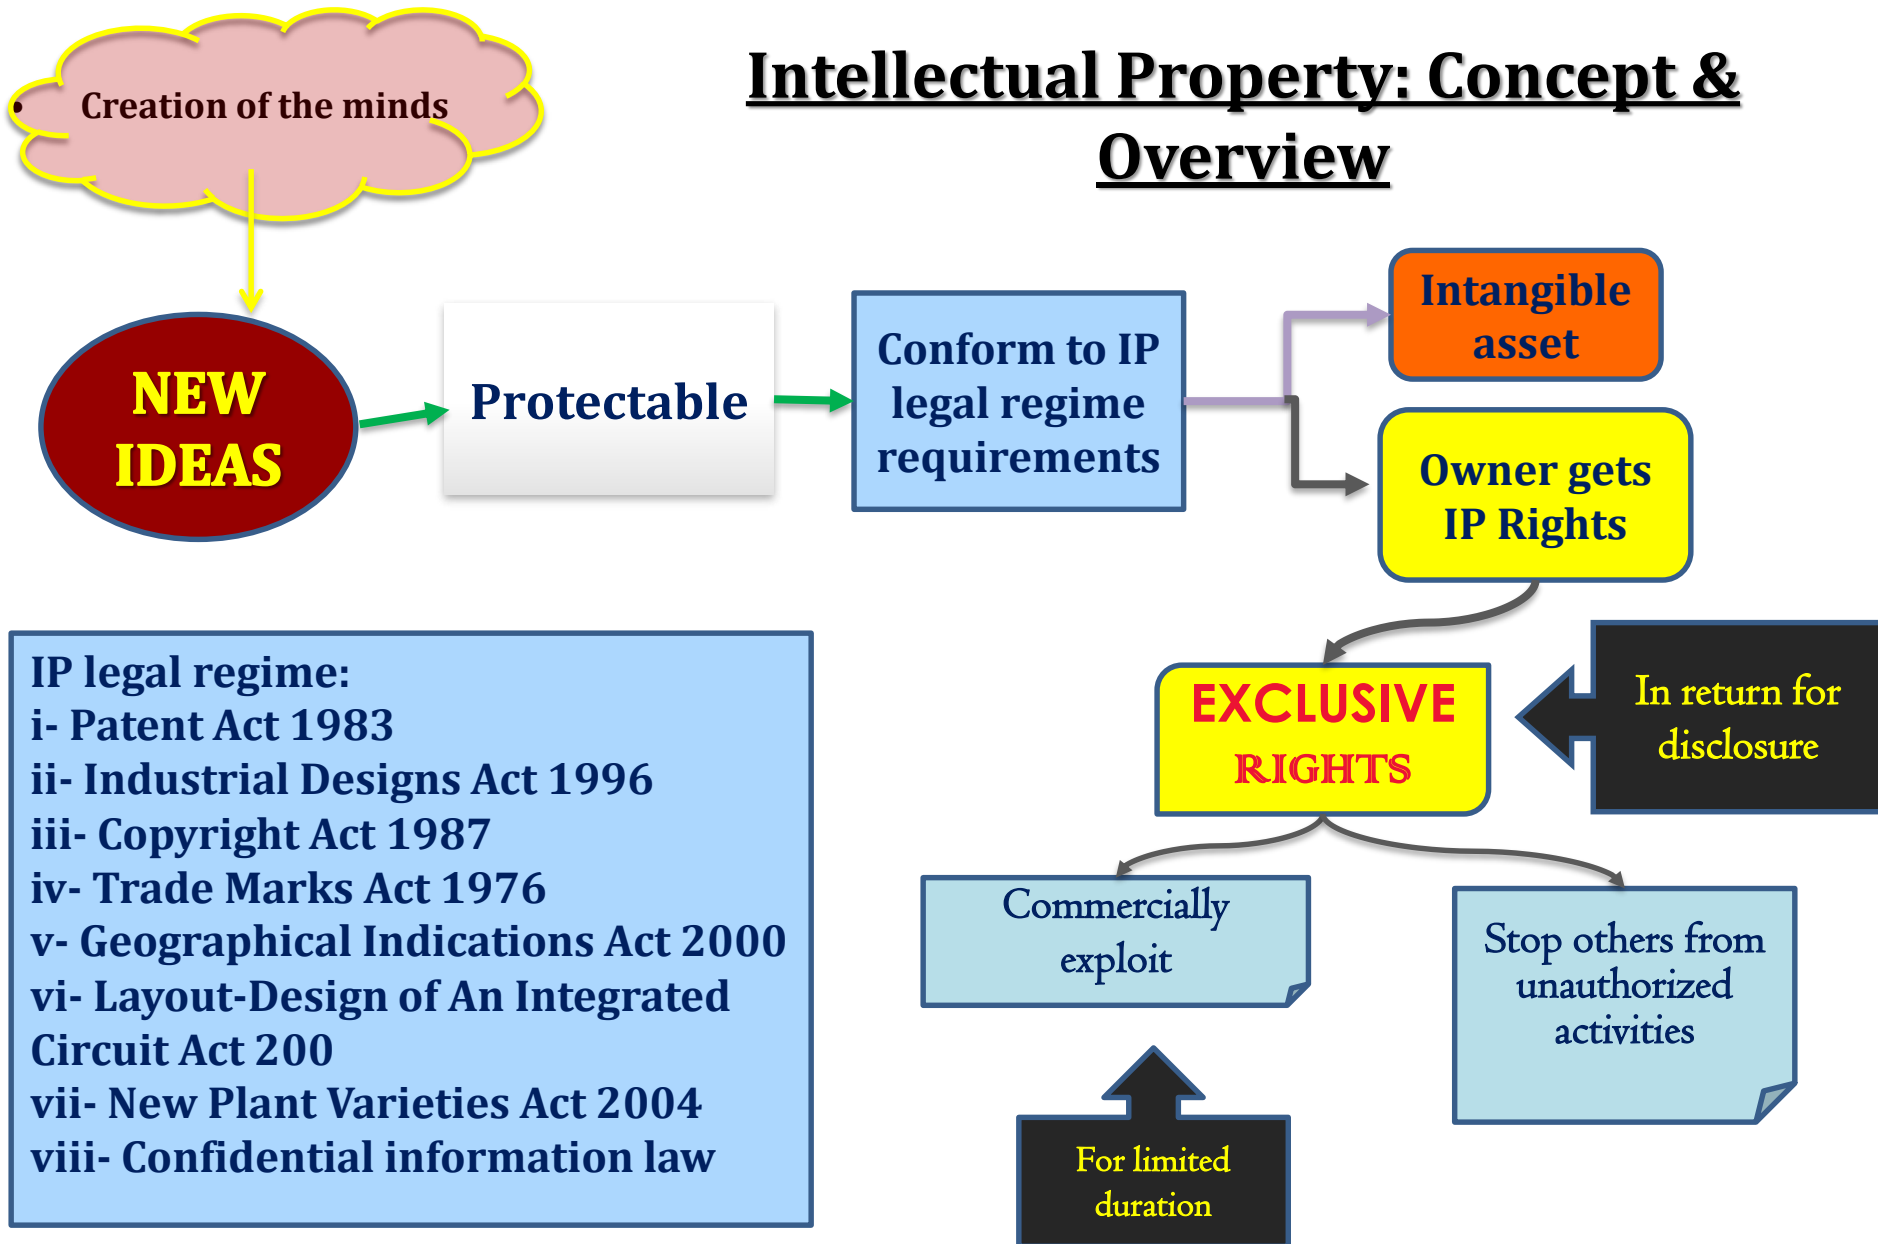 Intellectual Property: Concept &
Overview
• Creation of the minds
NEW
IDEAS
Protectable
Conform to IP
legal regime
requirements
Intangible
asset
Owner gets
IP Rights
EXCLUSIVE
RIGHTS
In return for
disclosure
Commercially
exploit
Stop others from
unauthorized
activities
For limited
duration
IP legal regime:
i- Patent Act 1983
ii- Industrial Designs Act 1996
iii- Copyright Act 1987
iv- Trade Marks Act 1976
v- Geographical Indications Act 2000
vi- Layout-Design of An Integrated
Circuit Act 200
vii- New Plant Varieties Act 2004
viii- Confidential information law